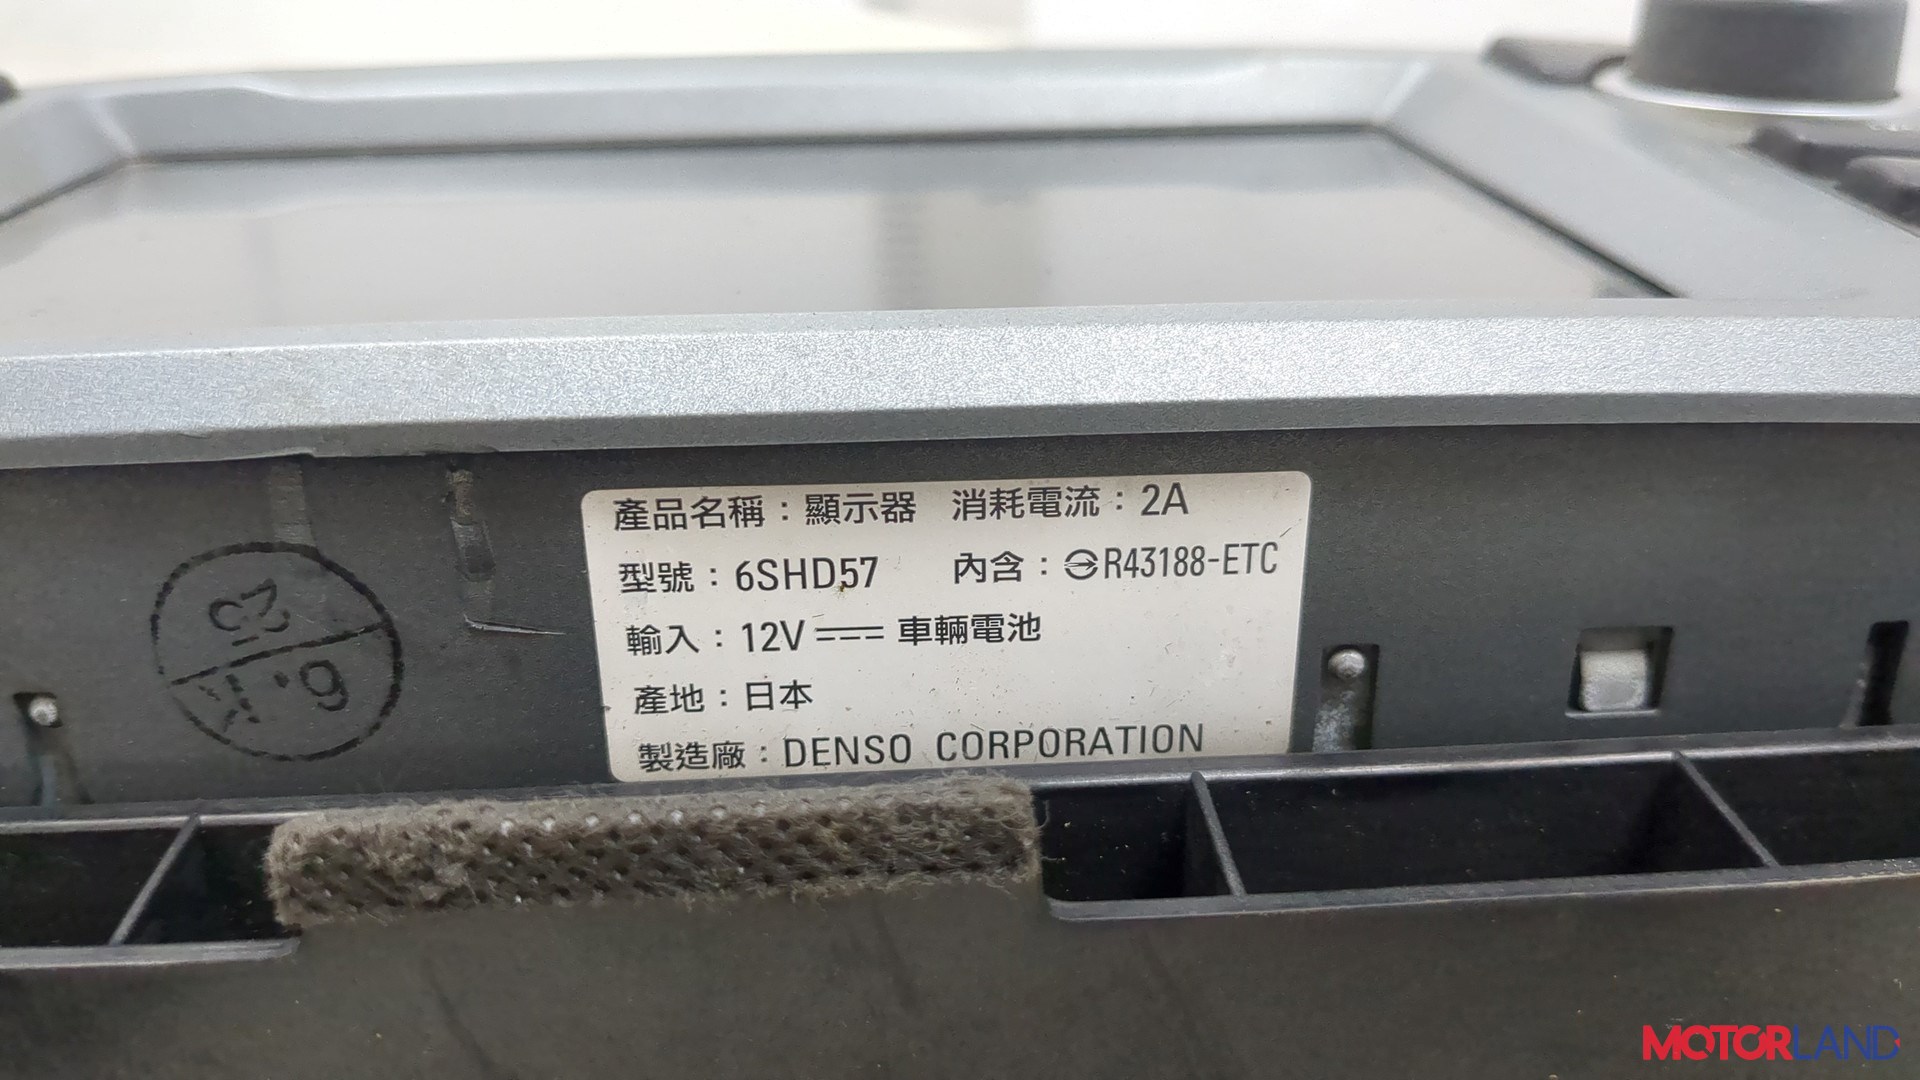 產品名稱：顯示器 消耗電流：2A
型號：6SHD57 內含：R43188-ETC
輸入：12V 車輛電池
產地：日本
製造廠：DENSO CORPORATION
23
MOTORLAND